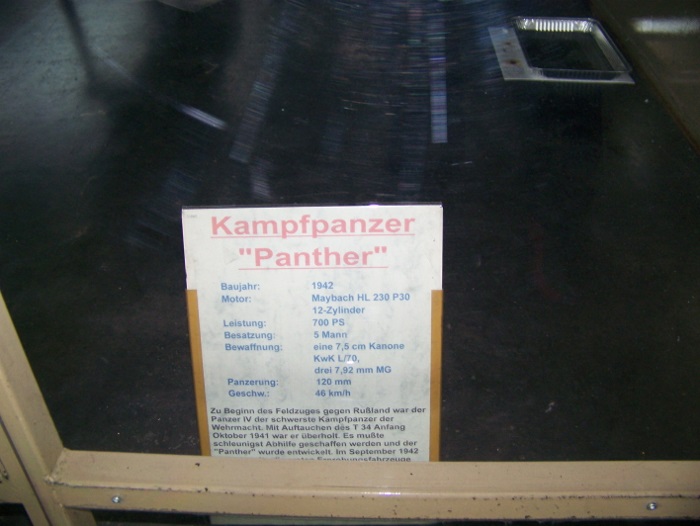 Kampfpanzer
"Panther"
Baujahr: 1942
Motor: Maybach HL 230 P30
12-Zylinder
Leistung: 700 PS
Besatzung: 5 Mann
Bewaffnung: eine 7,5 cm Kanone
KwK L/70,
drei 7,92 mm MG
Panzerung: 120 mm
Geschw.: 46 km/h
Zu Beginn des Feldzuges gegen Rußland war der
Panzer IV der schwerste Kampfpanzer der
Wehrmacht. Mit Auftauchen des T 34 Anfang
Oktober 1941 war er überholt. Es mußte
schleunigst Abhilfe geschaffen werden und der
"Panther" wurde entwickelt. Im September 1942